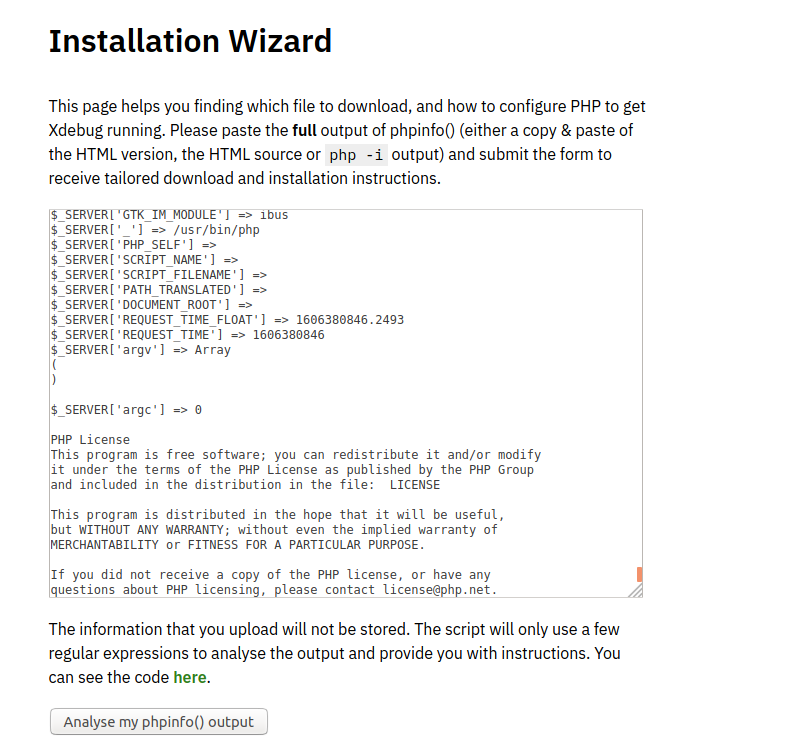 Installation Wizard
This page helps you finding which file to download, and how to configure PHP to get
Xdebug running. Please paste the full output of phpinfo() (either a copy & paste of
the HTML version, the HTML source or php -i output) and submit the form to
receive tailored download and installation instructions.
$_SERVER['GTK_IM_MODULE'] => ibus
$_SERVER['_'] => /usr/bin/php
$_SERVER['PHP_SELF'] =>
$_SERVER['SCRIPT_NAME'] =>
$_SERVER['SCRIPT_FILENAME'] =>
$_SERVER['PATH_TRANSLATED'] =>
$_SERVER['DOCUMENT_ROOT'] =>
$_SERVER['REQUEST_TIME_FLOAT'] => 1606380846.2493
$_SERVER['REQUEST_TIME'] => 1606380846
$_SERVER['argv'] => Array
(
)
$_SERVER['argc'] => 0
PHP License
This program is free software; you can redistribute it and/or modify
it under the terms of the PHP License as published by the PHP Group
and included in the distribution in the file:  LICENSE
This program is distributed in the hope that it will be useful,
but WITHOUT ANY WARRANTY; without even the implied warranty of
MERCHANTABILITY or FITNESS FOR A PARTICULAR PURPOSE.
If you did not receive a copy of the PHP license, or have any
questions about PHP licensing, please contact license@php.net.
The information that you upload will not be stored. The script will only use a few
regular expressions to analyse the output and provide you with instructions. You
can see the code here.
Analyse my phpinfo() output